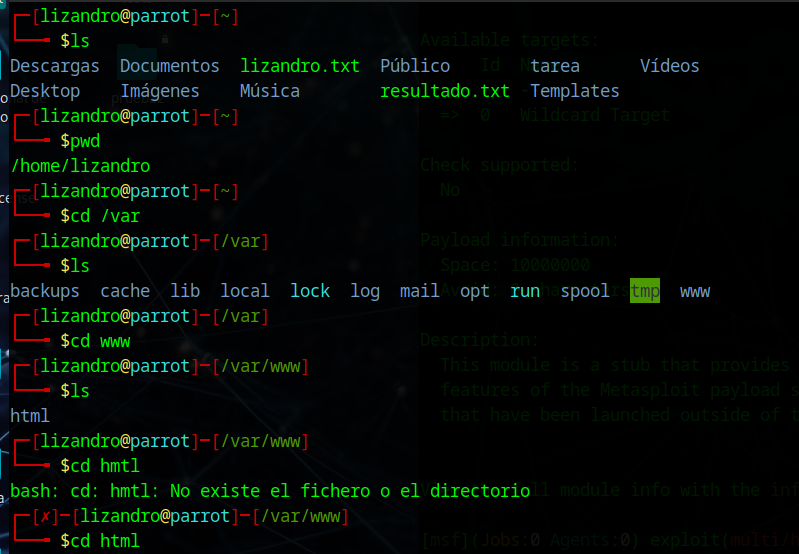 ┌─[lizandro@parrot]─[~]
└──╼ $ls
Descargas Documentos lizandro.txt Público tarea Vídeos
Desktop Imágenes Música resultado.txt Templates
┌─[lizandro@parrot]─[~]
└──╼ $pwd
/home/lizandro
┌─[lizandro@parrot]─[~]
└──╼ $cd /var
┌─[lizandro@parrot]─[/var]
└──╼ $ls
backups cache lib local lock log mail opt run spool tmp www
┌─[lizandro@parrot]─[/var]
└──╼ $cd www
┌─[lizandro@parrot]─[/var/www]
└──╼ $ls
html
┌─[lizandro@parrot]─[/var/www]
└──╼ $cd hmtl
bash: cd: hmtl: No existe el fichero o el directorio
┌─[✗]─[lizandro@parrot]─[/var/www]
└──╼ $cd html
Available targets:
Id
=> 0 Wildcard Target
Check supported:
No
Payload information:
Space: 10000000
Description:
This module is a stub that provides
features of the Metasploit payload
that have been launched outside of
module info with the
[msf](Jobs:0 Agents:0) exploit(